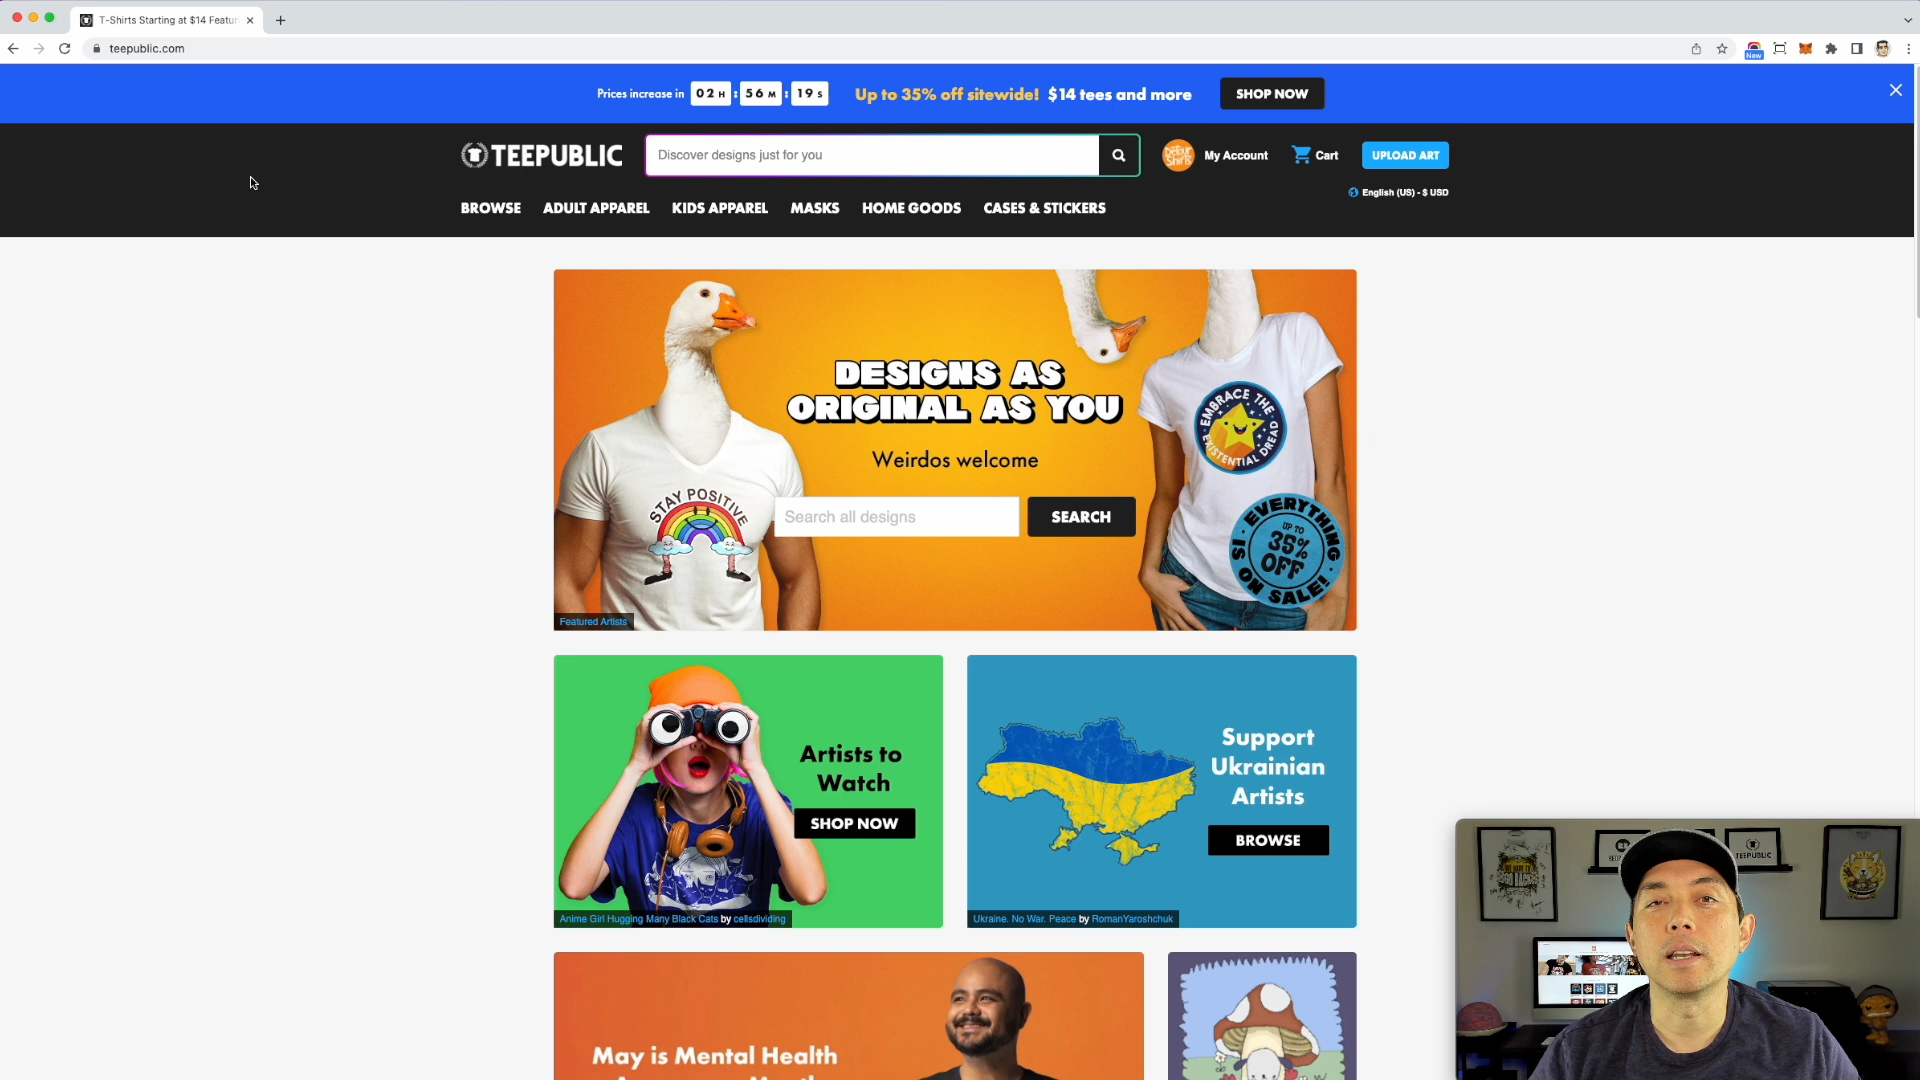 T-Shirts Starting at $14 Featur
teepublic.com
New
Prices increase in 02 H : 56 M : 19 S
Up to 35% off sitewide! $14 tees and more
SHOP NOW
TEEPUBLIC
Discover designs just for you
DeTour Shirts
My Account
Cart
UPLOAD ART
English (US) - $ USD
BROWSE
ADULT APPAREL
KIDS APPAREL
MASKS
HOME GOODS
CASES & STICKERS
DESIGNS AS
ORIGINAL AS YOU
Weirdos welcome
Search all designs
SEARCH
STAY POSITIVE
EMBRACE THE
EXISTENTIAL DREAD
EVERYTHING
UP TO
35%
OFF
IS ON SALE!
Featured Artists
Artists to
Watch
SHOP NOW
Anime Girl Hugging Many Black Cats by cellsdividing
Support
Ukrainian
Artists
BROWSE
Ukraine. No War. Peace by RomanYaroshchuk
May is Mental Health
TEEPUBLIC